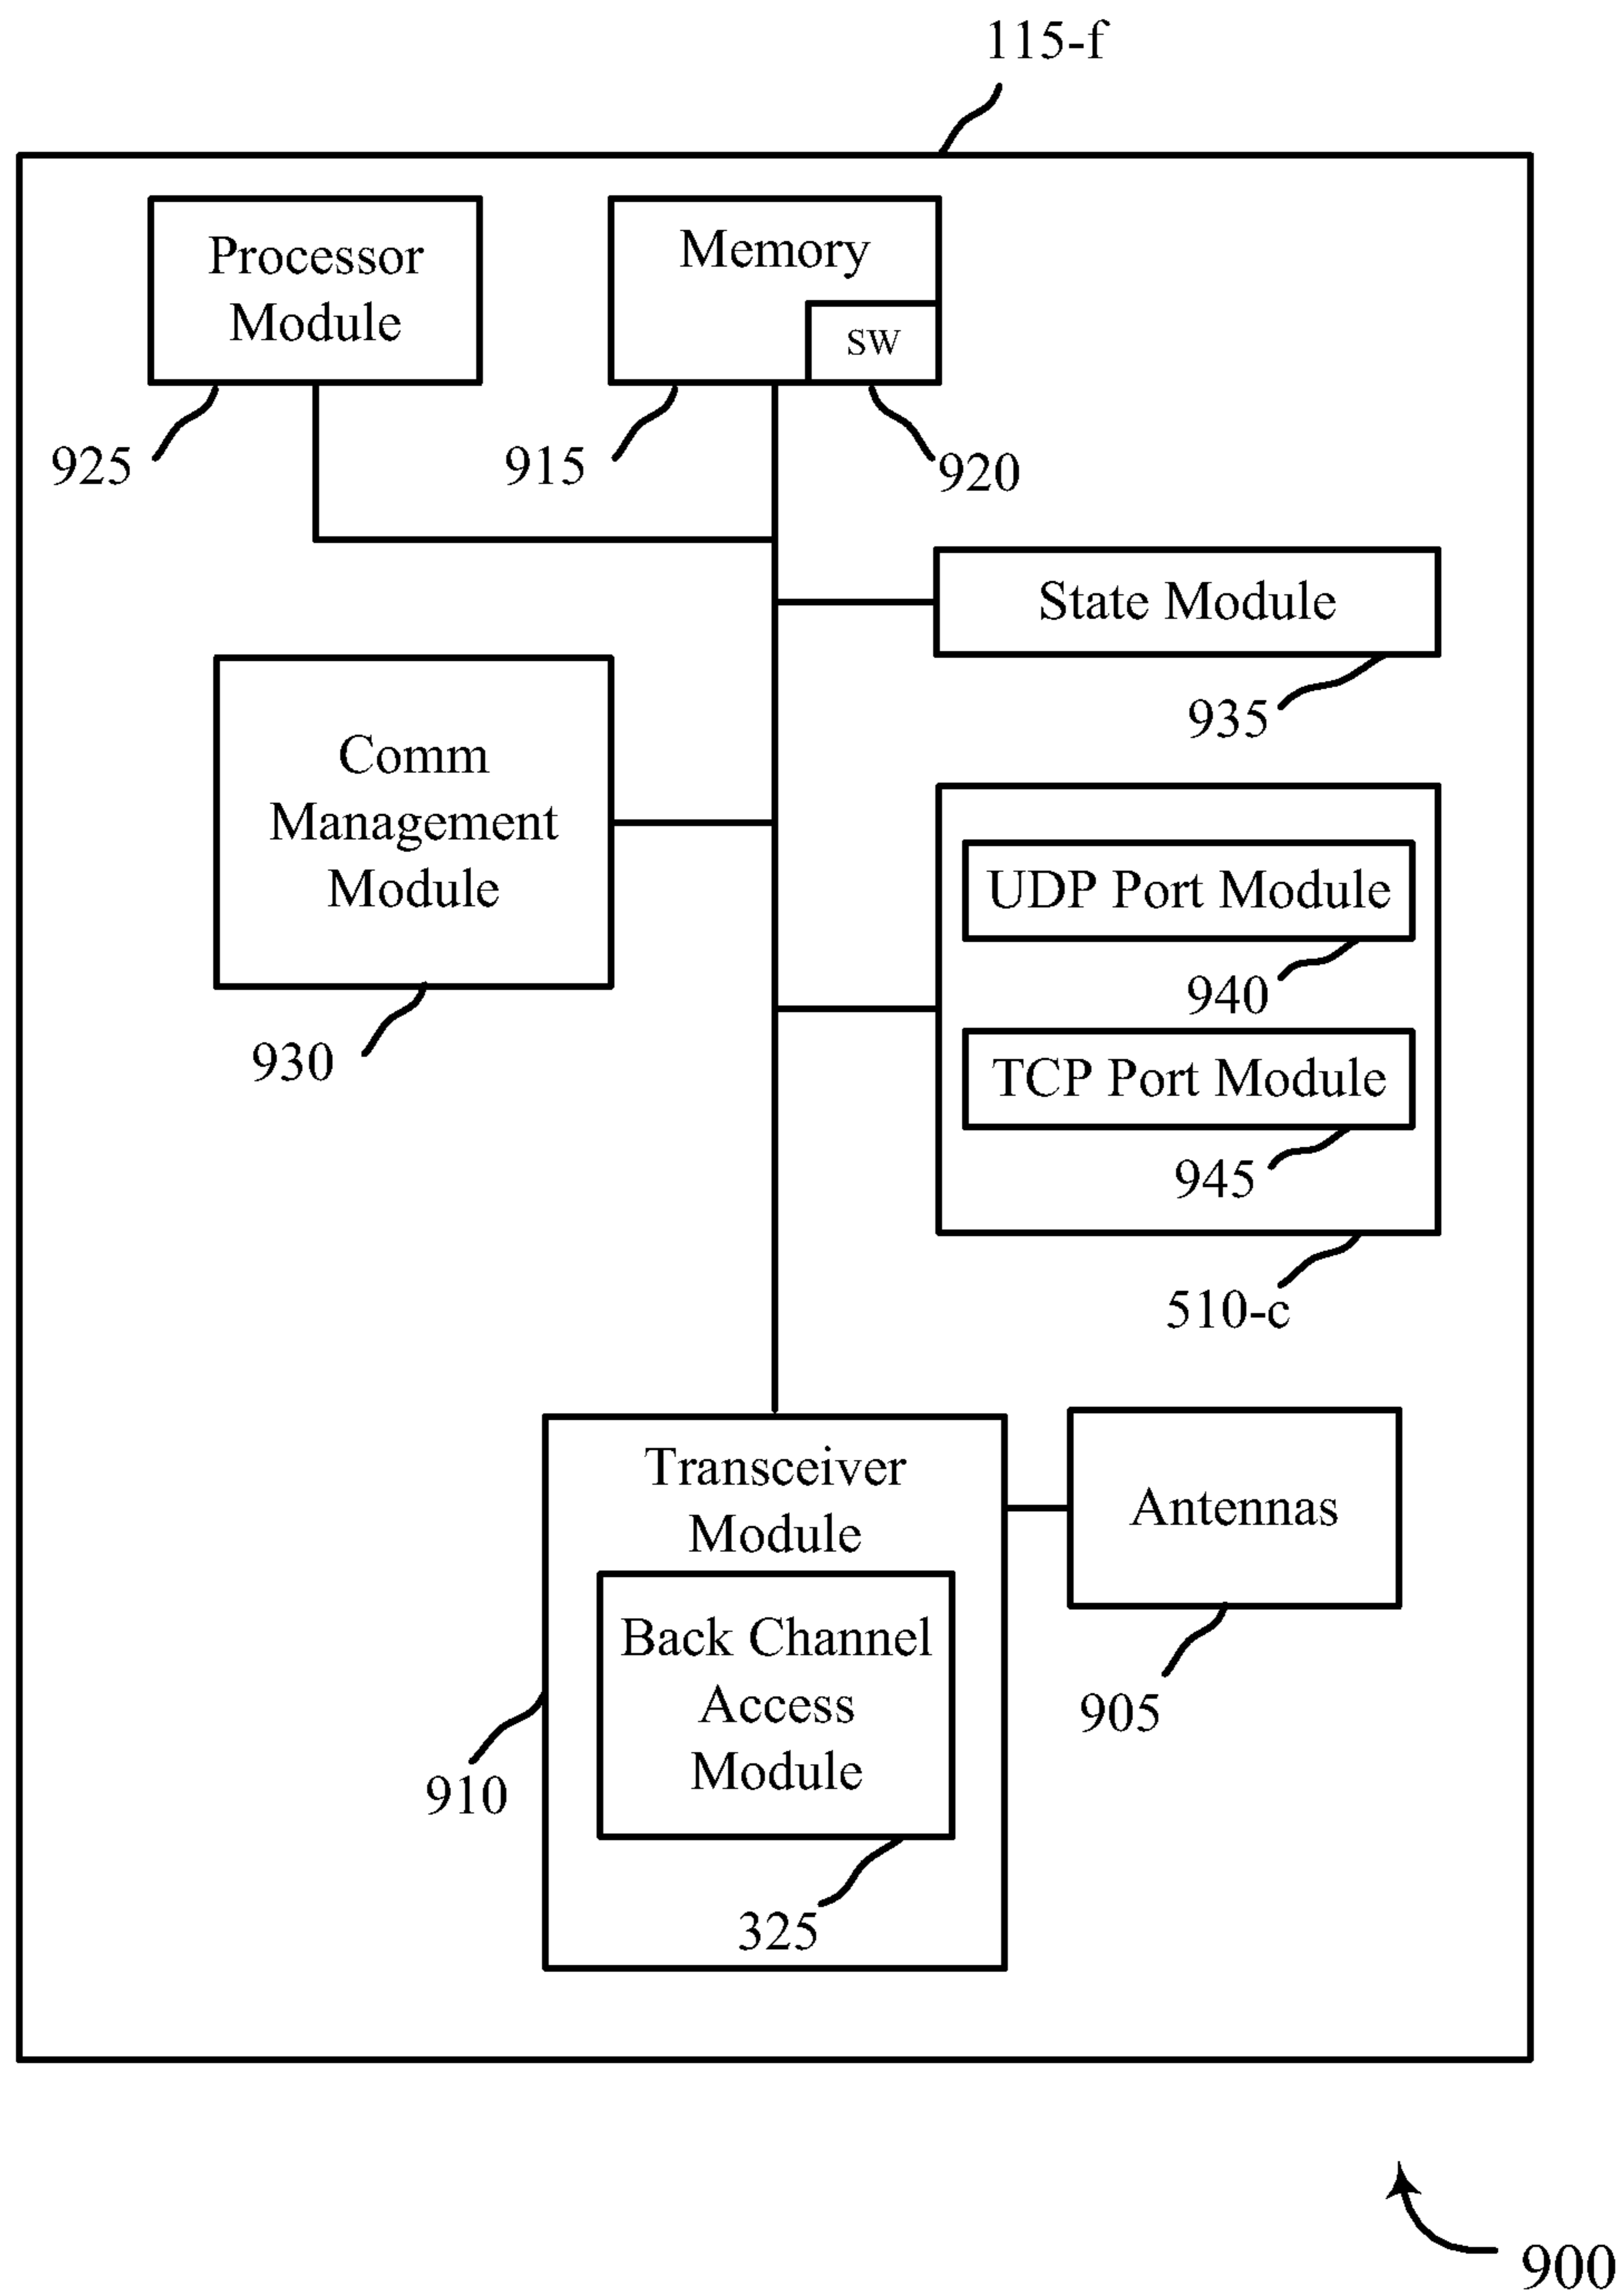 115-f
Processor
Module
Memory
sw
925
915
920
State Module
935
Comm
Management
Module
930
UDP Port Module
940
TCP Port Module
945
510-c
Transceiver
Module
Antennas
Back Channel
Access
Module
905
910
325
900